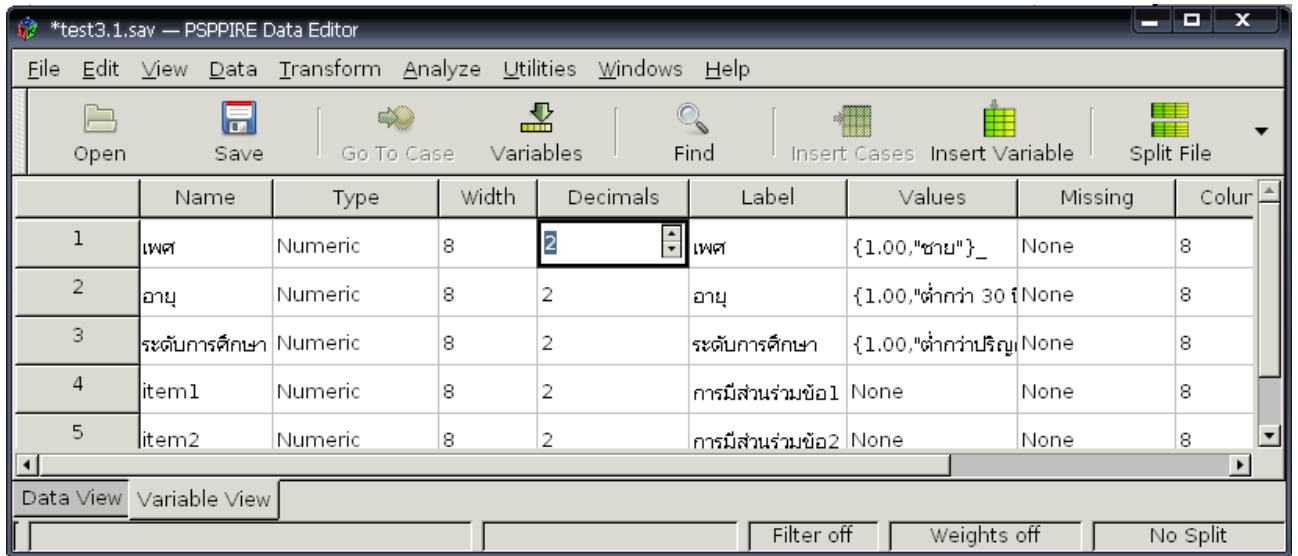 *test3.1.sav — PSPPIRE Data Editor
File Edit View Data Transform Analyze Utilities Windows Help
Open Save Go To Case Variables Find Insert Cases Insert Variable Split File
Name Type Width Decimals Label Values Missing Colur
1 เพศ Numeric 8 2 เพศ {1.00,"ชาย"}_ None 8
2 อายุ Numeric 8 2 อายุ {1.00,"ต่ำกว่า 30 ปี None 8
3 ระดับการศึกษา Numeric 8 2 ระดับการศึกษา {1.00,"ต่ำกว่าปริญ None 8
4 item1 Numeric 8 2 การมีส่วนร่วมข้อ1 None None 8
5 item2 Numeric 8 2 การมีส่วนร่วมข้อ2 None None 8
Data View Variable View
Filter off Weights off No Split